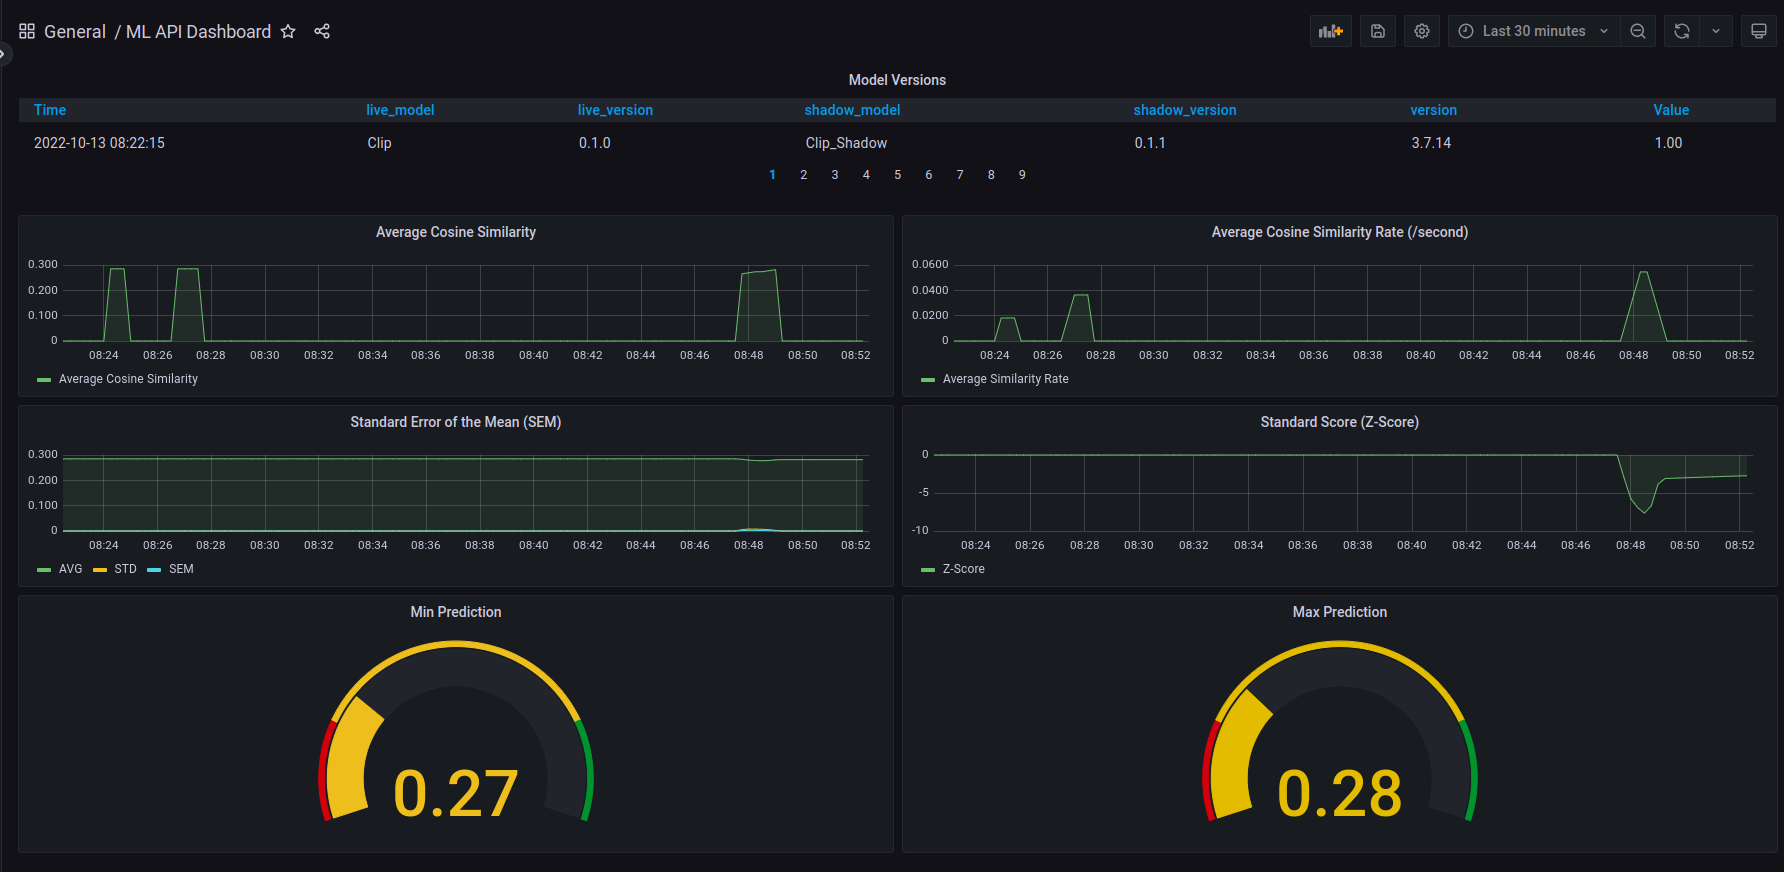 General / ML API Dashboard
Last 30 minutes
Model Versions
Time live_model live_version shadow_model shadow_version version Value
2022-10-13 08:22:15 Clip 0.1.0 Clip_Shadow 0.1.1 3.7.14 1.00
1 2 3 4 5 6 7 8 9
Average Cosine Similarity
0.300
0.200
0.100
0
08:24 08:26 08:28 08:30 08:32 08:34 08:36 08:38 08:40 08:42 08:44 08:46 08:48 08:50 08:52
Average Cosine Similarity
Average Cosine Similarity Rate (/second)
0.0600
0.0400
0.0200
0
08:24 08:26 08:28 08:30 08:32 08:34 08:36 08:38 08:40 08:42 08:44 08:46 08:48 08:50 08:52
Average Similarity Rate
Standard Error of the Mean (SEM)
0.300
0.200
0.100
0
08:24 08:26 08:28 08:30 08:32 08:34 08:36 08:38 08:40 08:42 08:44 08:46 08:48 08:50 08:52
AVG STD SEM
Standard Score (Z-Score)
0
-5
-10
08:24 08:26 08:28 08:30 08:32 08:34 08:36 08:38 08:40 08:42 08:44 08:46 08:48 08:50 08:52
Z-Score
Min Prediction
0.27
Max Prediction
0.28